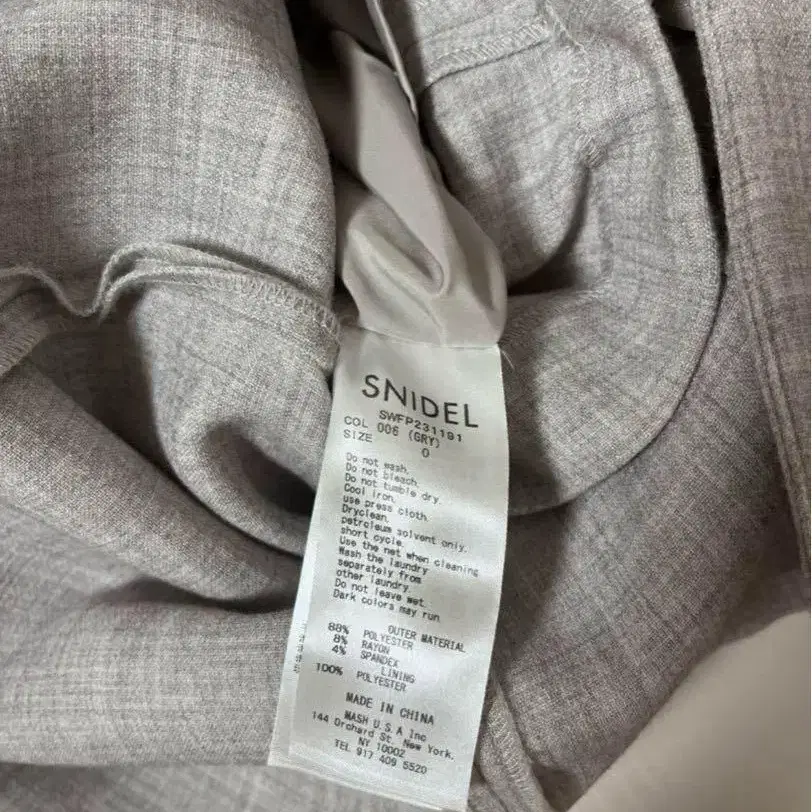 SNIDEL
SWFP231191
COL 006 (GRY)
SIZE 0
Do not wash.
Do not bleach.
Do not tumble dry.
Cool iron.
use press cloth.
Dryclean.
petroleum solvent only.
short cycle.
Use the net when cleaning
Wash the laundry
separately from
other laundry.
Do not leave wet.
Dark colors may run
OUTER MATERIAL
88% POLYESTER
8% RAYON
4% SPANDEX
LINING
100% POLYESTER
MADE IN CHINA
MASH U.S.A Inc
144 Orchard St. New York.
NY 10002
TEL 917 409 5520